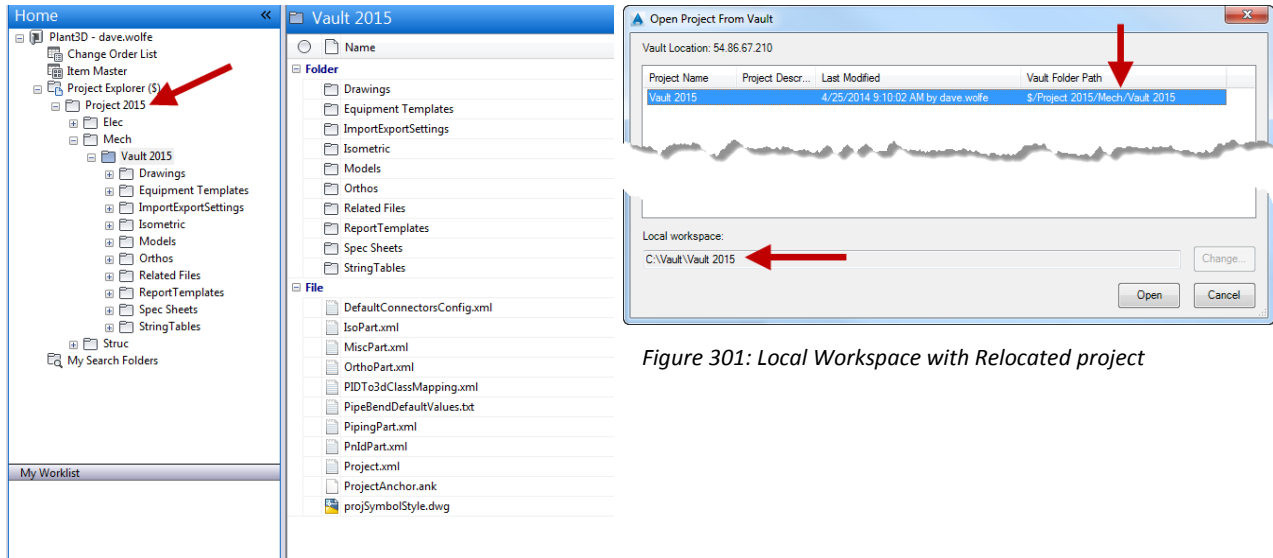 Home «
Plant3D - dave.wolfe
Change Order List
Item Master
Project Explorer ($)
Project 2015
Elec
Mech
Vault 2015
Drawings
Equipment Templates
ImportExportSettings
Isometric
Models
Orthos
Related Files
ReportTemplates
Spec Sheets
StringTables
Struc
My Search Folders
My Worklist
Vault 2015
Name
Folder
Drawings
Equipment Templates
ImportExportSettings
Isometric
Models
Orthos
Related Files
ReportTemplates
Spec Sheets
StringTables
File
DefaultConnectorsConfig.xml
IsoPart.xml
MiscPart.xml
OrthoPart.xml
PIDTo3dClassMapping.xml
PipeBendDefaultValues.txt
PipingPart.xml
PnIdPart.xml
Project.xml
ProjectAnchor.ank
projSymbolStyle.dwg
Open Project From Vault
Vault Location: 54.86.67.210
Project Name Project Descr... Last Modified Vault Folder Path
Vault 2015 4/25/2014 9:10:02 AM by dave.wolfe $/Project 2015/Mech/Vault 2015
Local workspace:
C:\Vault\Vault 2015 Change...
Open Cancel
Figure 301: Local Workspace with Relocated project